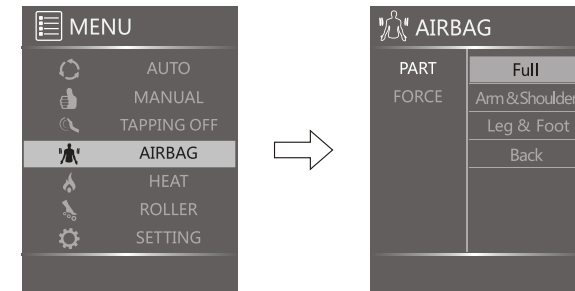 MENU
AUTO
MANUAL
TAPPING OFF
AIRBAG
HEAT
ROLLER
SETTING
AIRBAG
PART
FORCE
Full
Arm & Shoulder
Leg & Foot
Back